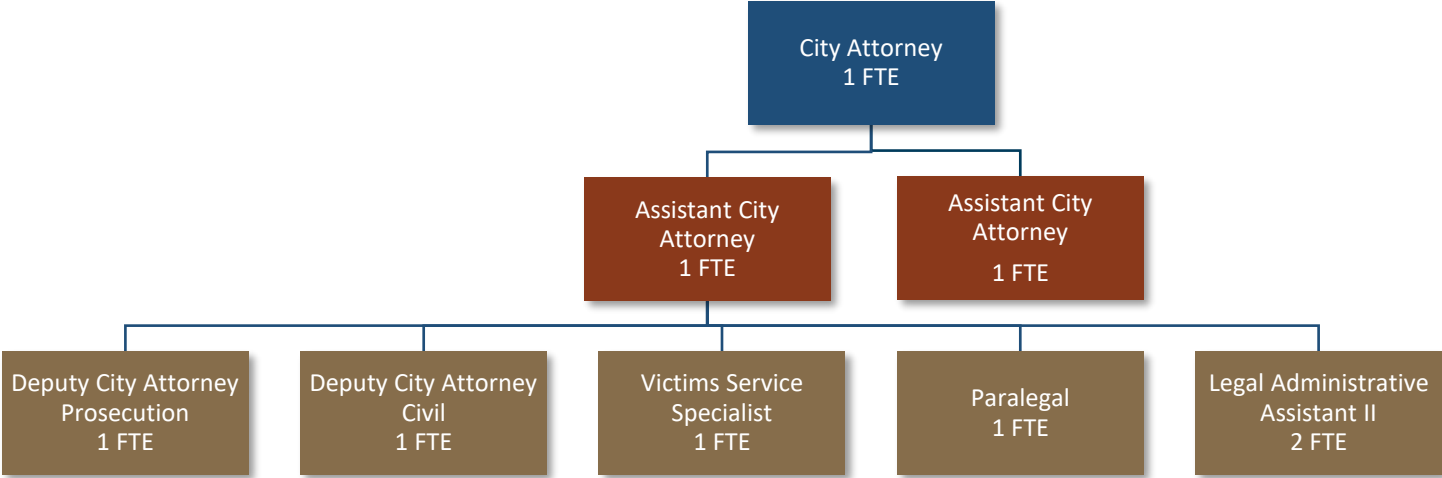 City Attorney
1 FTE
Assistant City
Attorney
1 FTE
Assistant City
Attorney
1 FTE
Deputy City Attorney
Prosecution
1 FTE
Deputy City Attorney
Civil
1 FTE
Victims Service
Specialist
1 FTE
Paralegal
1 FTE
Legal Administrative
Assistant II
2 FTE